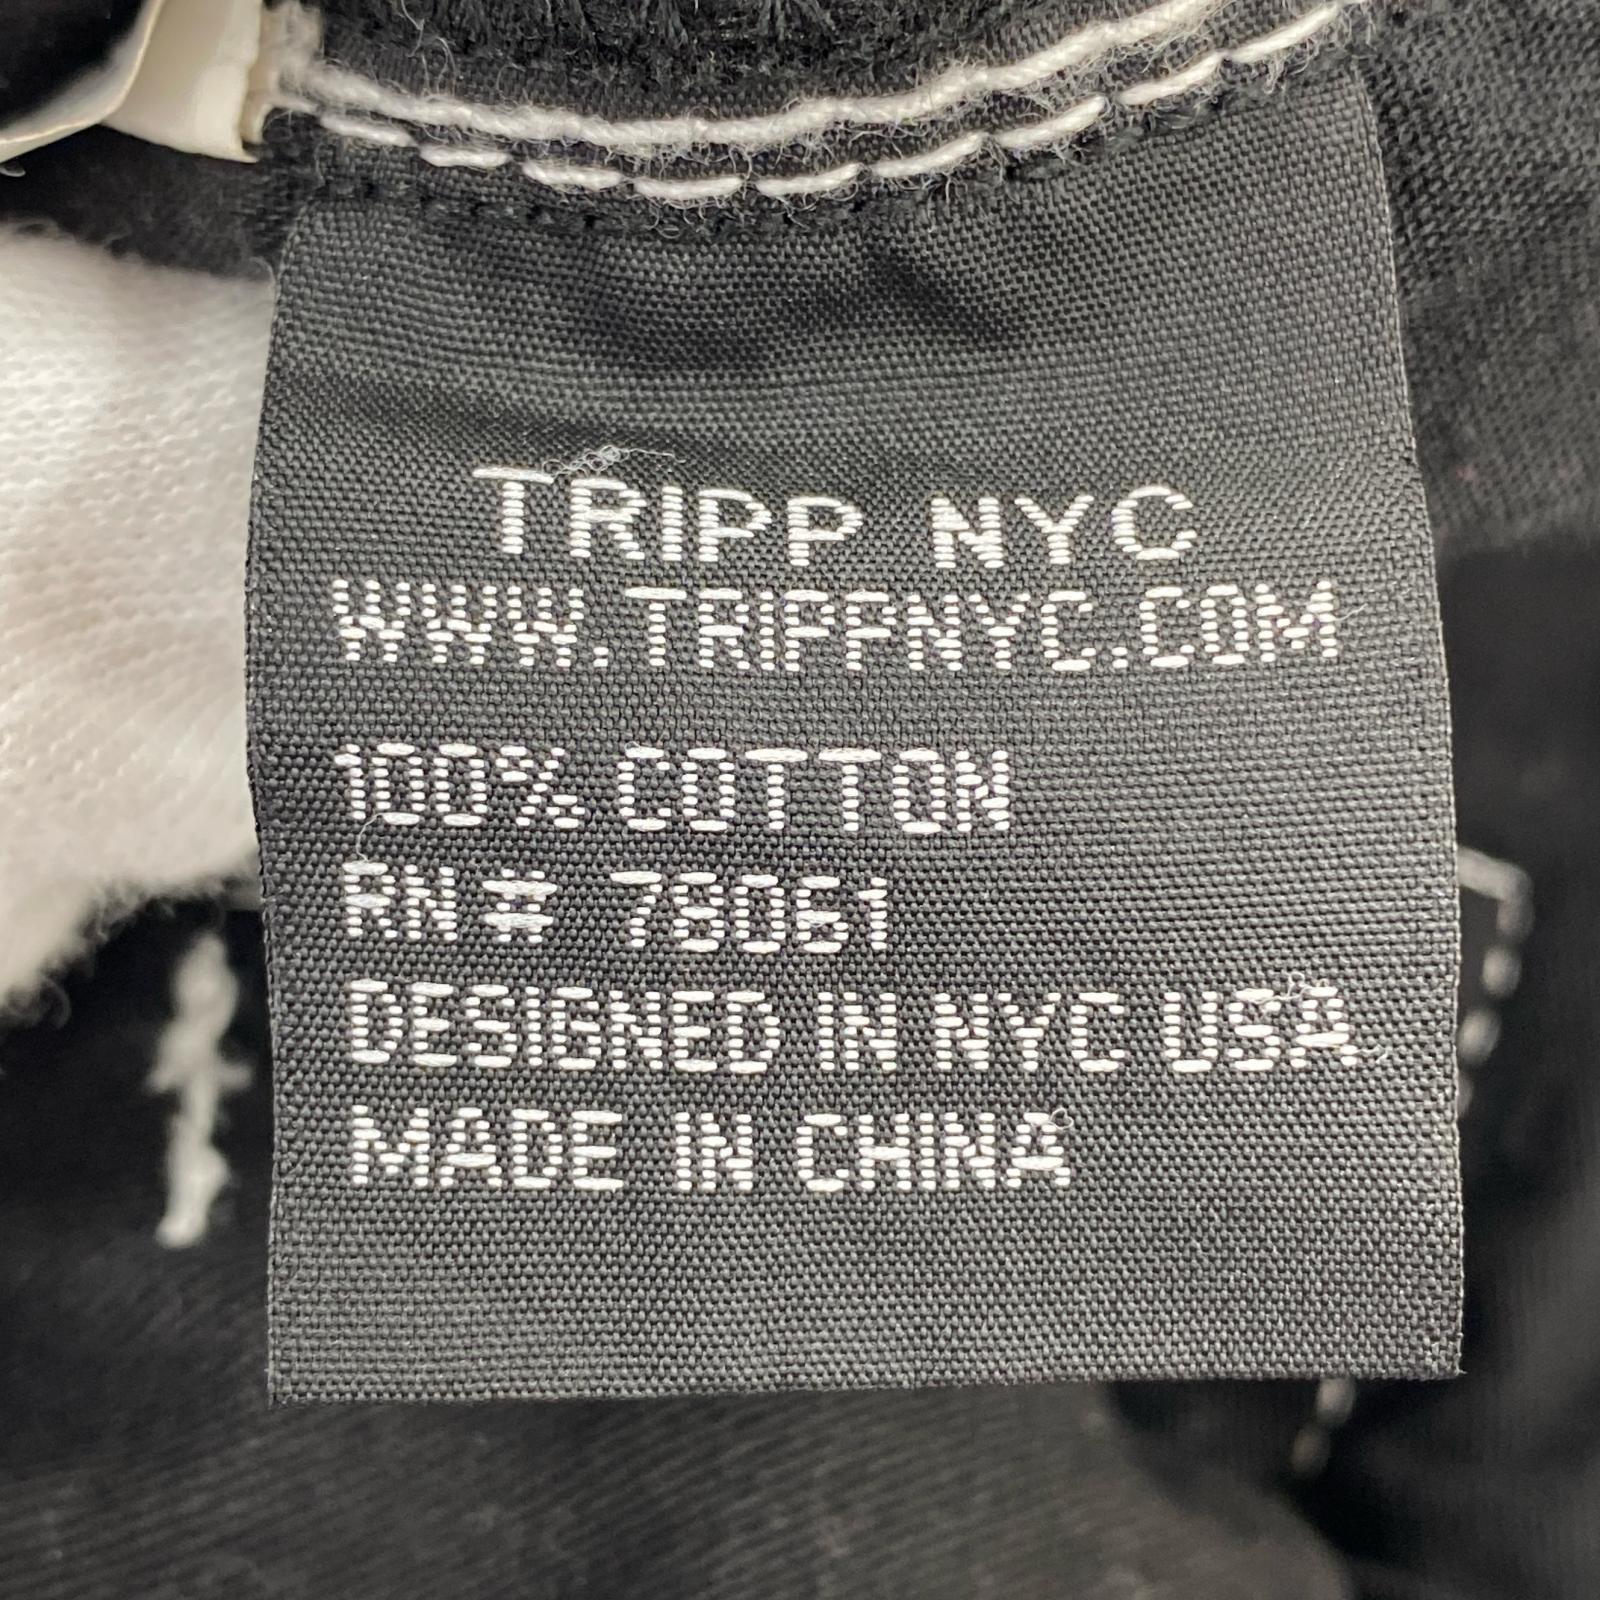 TRIPP NYC
WWW.TRIPPNYC.COM
100% COTTON
RN# 78061
DESIGNED IN NYC USA
MADE IN CHINA